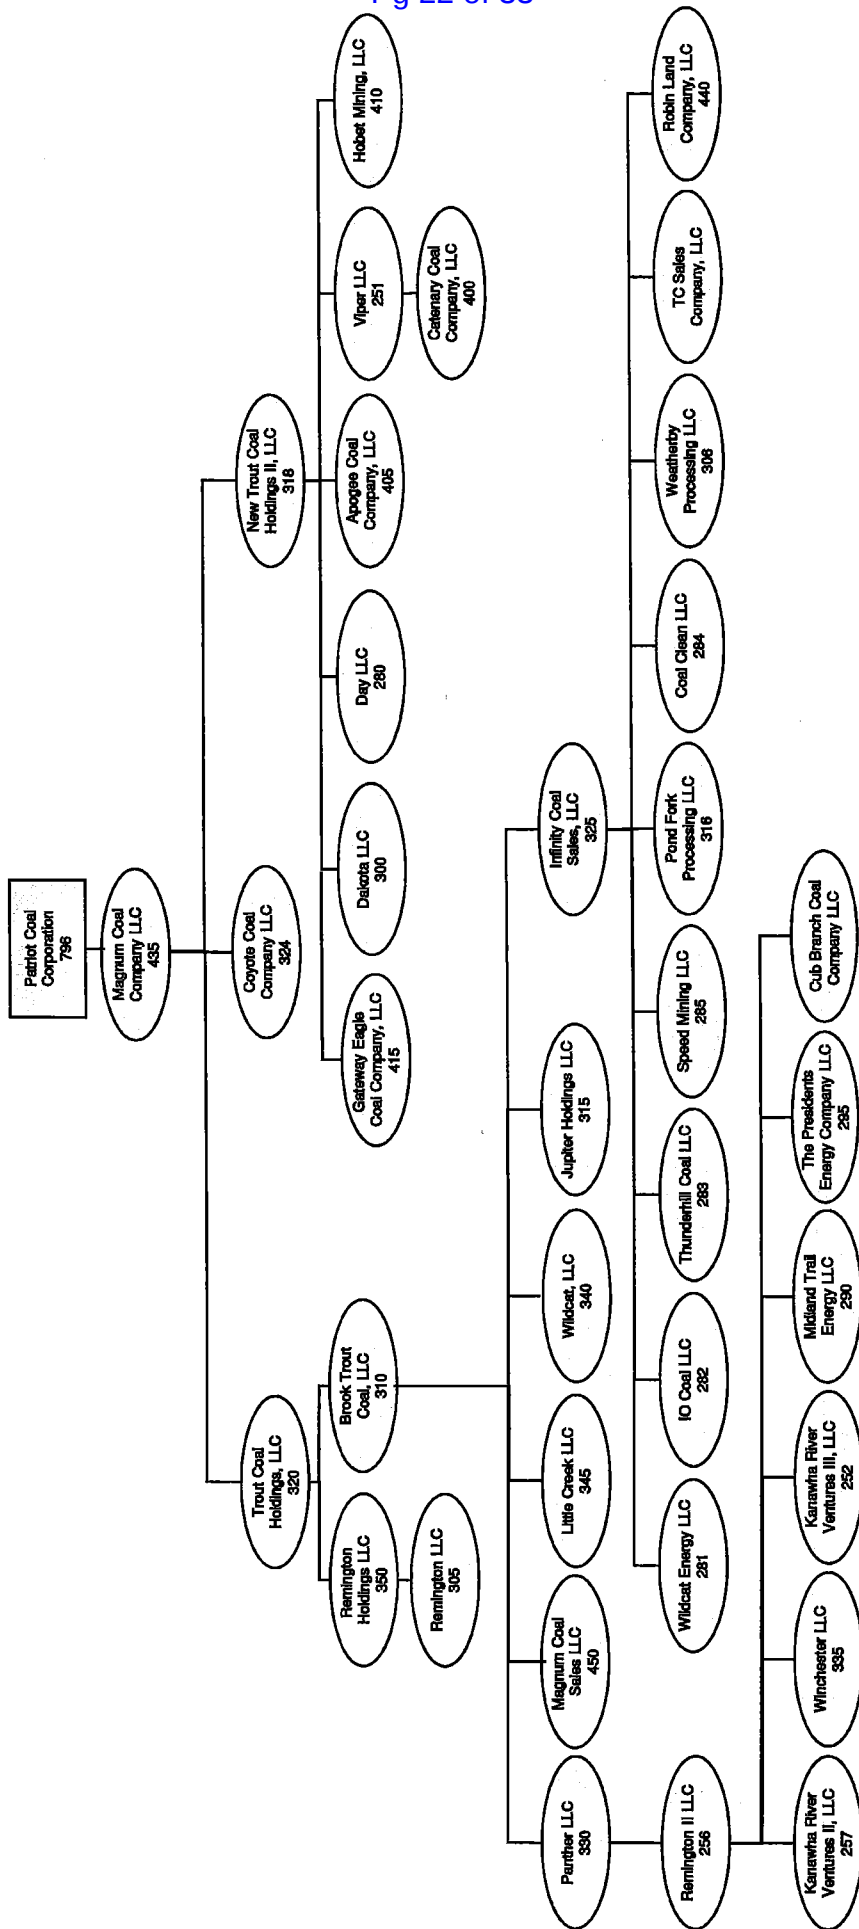 Pg 22 of 33
Patriot Coal
Corporation
796
Magnum Coal
Company LLC
435
Trout Coal
Holdings, LLC
320
Coyote Coal
Company LLC
324
New Trout Coal
Holdings II, LLC
318
Remington
Holdings LLC
350
Brook Trout
Coal, LLC
310
Gateway Eagle
Coal Company, LLC
415
Dakota LLC
300
Day LLC
280
Apogee Coal
Company, LLC
405
Viper LLC
251
Hobet Mining, LLC
410
Remington LLC
305
Catenary Coal
Company, LLC
400
Panther LLC
330
Magnum Coal
Sales LLC
450
Little Creek LLC
345
Wildcat, LLC
340
Jupiter Holdings LLC
315
Infinity Coal
Sales, LLC
325
Remington II LLC
256
Wildcat Energy LLC
281
IO Coal LLC
282
Thunderhill Coal LLC
283
Speed Mining LLC
285
Pond Fork
Processing LLC
316
Coal Clean LLC
284
Weatherby
Processing LLC
306
TC Sales
Company, LLC
Robin Land
Company, LLC
440
Kanawha River
Ventures II, LLC
257
Winchester LLC
335
Kanawha River
Ventures III, LLC
252
Midland Trail
Energy LLC
290
The Presidents
Energy Company LLC
295
Cub Branch Coal
Company LLC